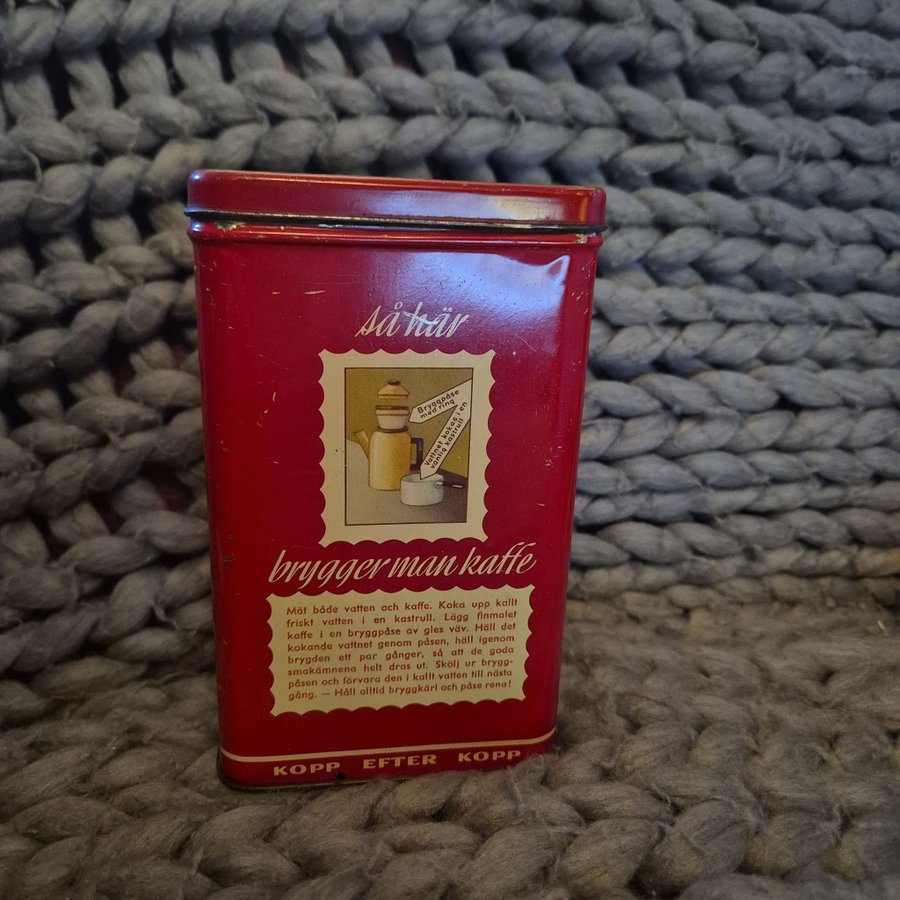 så här
Bryggpåse
med ring
Vattnet kokas i en
vanlig kastrull
brygger man kaffe
Mät både vatten och kaffe. Koka upp kallt
friskt vatten i en kastrull. Lägg finmalet
kaffe i en bryggpåse av gles väv. Häll det
kokande vattnet genom påsen, häll igenom
brygden ett par gånger, så att de goda
smakämnena helt dras ut. Skölj ur brygg-
påsen och förvara den i kallt vatten till nästa
gång. — Håll alltid bryggkärl och påse rena!
KOPP EFTER KOPP